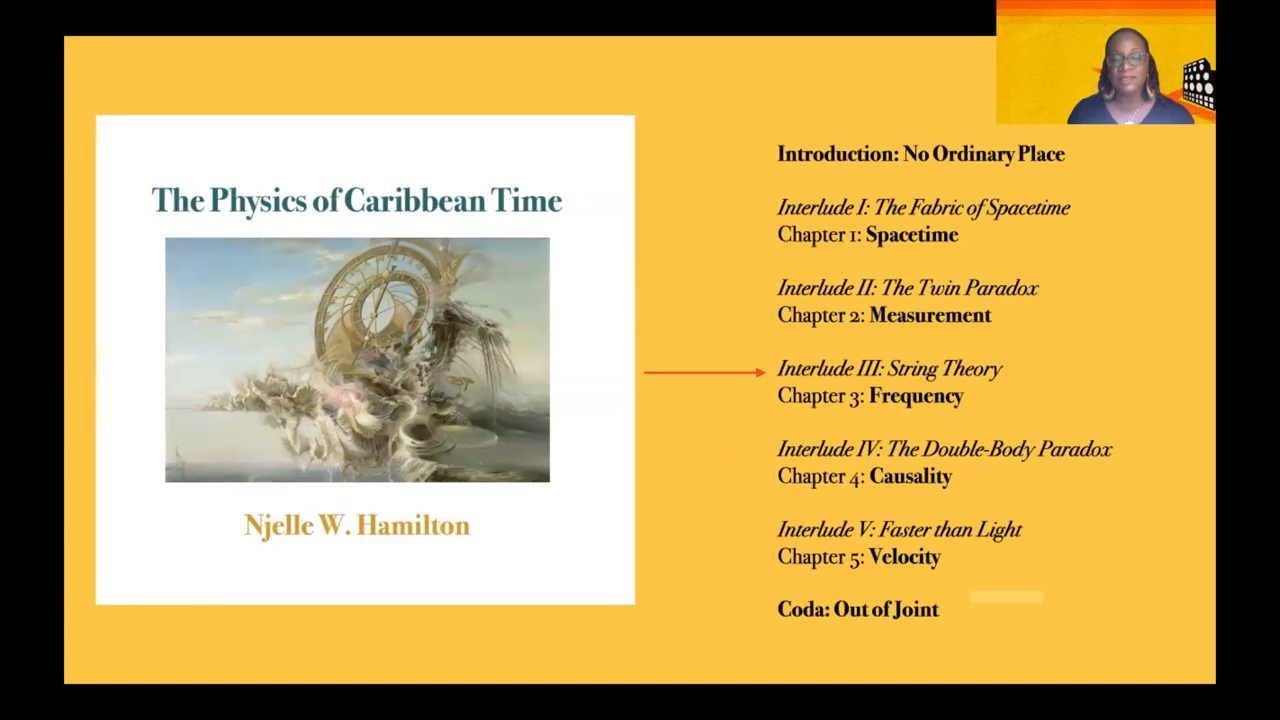 The Physics of Caribbean Time
Njelle W. Hamilton
Introduction: No Ordinary Place
Interlude I: The Fabric of Spacetime
Chapter 1: Spacetime
Interlude II: The Twin Paradox
Chapter 2: Measurement
Interlude III: String Theory
Chapter 3: Frequency
Interlude IV: The Double-Body Paradox
Chapter 4: Causality
Interlude V: Faster than Light
Chapter 5: Velocity
Coda: Out of Joint